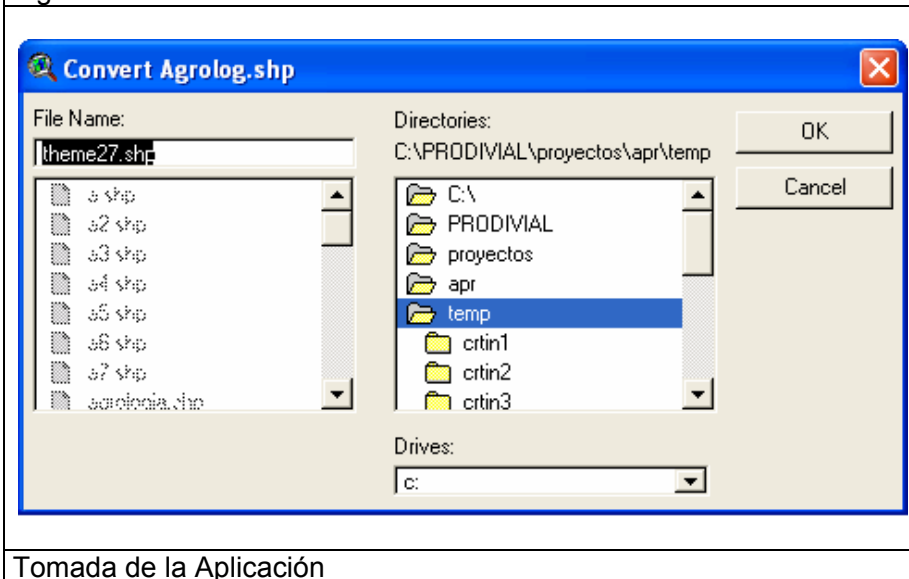 Convert Agrolog.shp
File Name:
theme27.shp
a.shp
a2.shp
a3.shp
a4.shp
a5.shp
a6.shp
a7.shp
agrologia.shp
Directories:
C:\PRODIVIAL\proyectos\apr\temp
C:\
PRODIVIAL
proyectos
apr
temp
crtin1
crtin2
crtin3
Drives:
c:
OK
Cancel
Tomada de la Aplicación